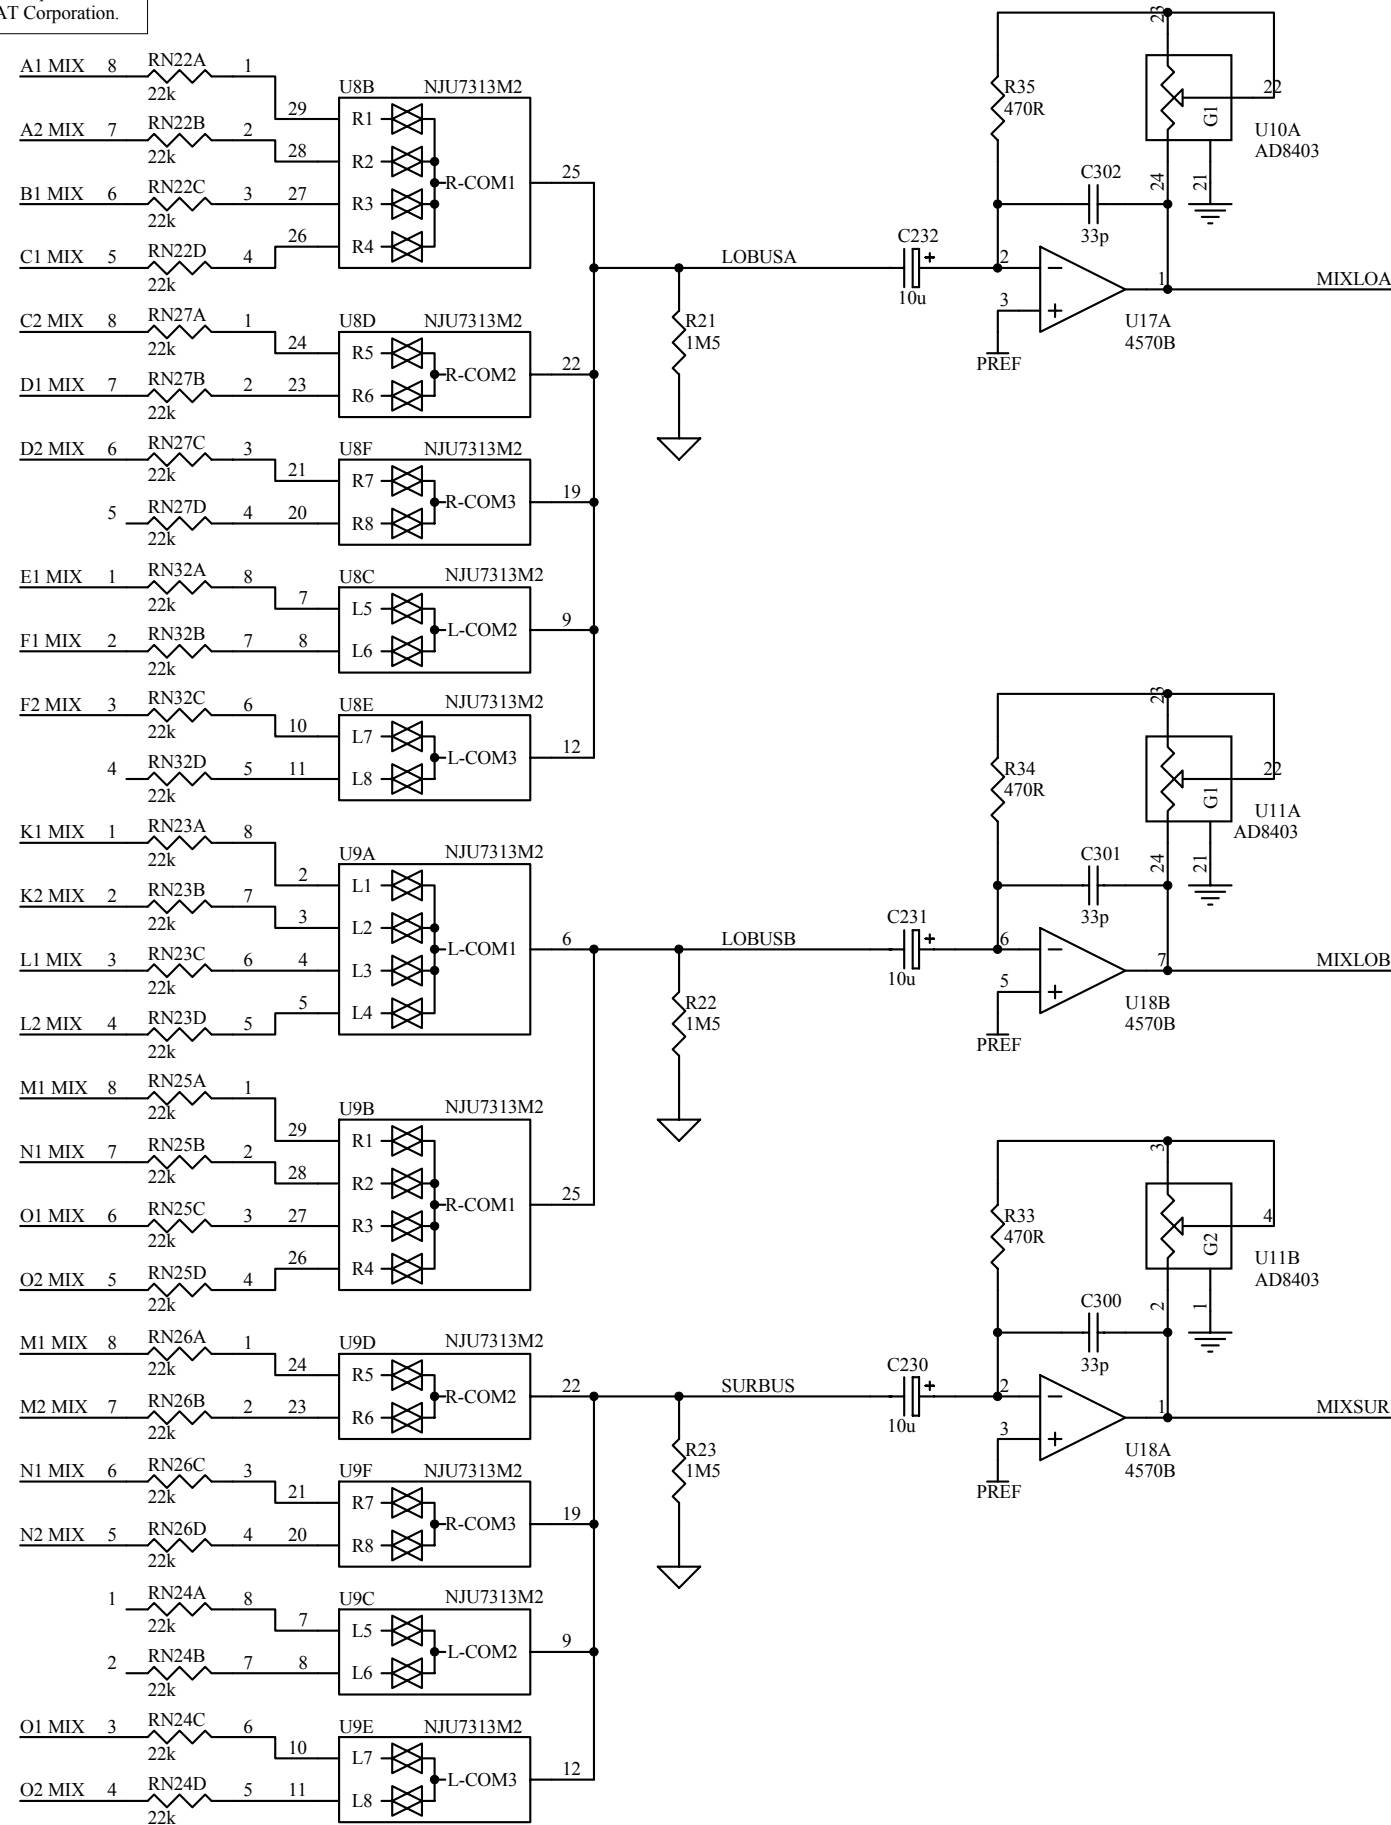 AT Corporation.
A1 MIX 8 RN22A 1
22k
A2 MIX 7 RN22B 2
22k
B1 MIX 6 RN22C 3
22k
C1 MIX 5 RN22D 4
22k
U8B NJU7313M2
29 R1
28 R2
27 R3
26 R4
R-COM1 25
C2 MIX 8 RN27A 1
22k
D1 MIX 7 RN27B 2
22k
U8D NJU7313M2
24 R5
23 R6
R-COM2 22
D2 MIX 6 RN27C 3
22k
5 RN27D 4
22k
U8F NJU7313M2
21 R7
20 R8
R-COM3 19
E1 MIX 1 RN32A 8
22k
F1 MIX 2 RN32B 7
22k
U8C NJU7313M2
7 L5
8 L6
L-COM2 9
F2 MIX 3 RN32C 6
22k
4 RN32D 5
22k
U8E NJU7313M2
10 L7
11 L8
L-COM3 12
LOBUSA
R21
1M5
C232
+
10u
R35
470R
C302
33p
23
22
G1
24
21
U10A
AD8403
2
3
1
PREF
U17A
4570B
MIXLOA
K1 MIX 1 RN23A 8
22k
K2 MIX 2 RN23B 7
22k
L1 MIX 3 RN23C 6
22k
L2 MIX 4 RN23D 5
22k
U9A NJU7313M2
2 L1
3 L2
4 L3
5 L4
L-COM1 6
M1 MIX 8 RN25A 1
22k
N1 MIX 7 RN25B 2
22k
O1 MIX 6 RN25C 3
22k
O2 MIX 5 RN25D 4
22k
U9B NJU7313M2
29 R1
28 R2
27 R3
26 R4
R-COM1 25
LOBUSB
R22
1M5
C231
+
10u
R34
470R
C301
33p
23
22
G1
24
21
U11A
AD8403
6
5
7
PREF
U18B
4570B
MIXLOB
M1 MIX 8 RN26A 1
22k
M2 MIX 7 RN26B 2
22k
U9D NJU7313M2
24 R5
23 R6
R-COM2 22
N1 MIX 6 RN26C 3
22k
N2 MIX 5 RN26D 4
22k
U9F NJU7313M2
21 R7
20 R8
R-COM3 19
1 RN24A 8
22k
2 RN24B 7
22k
U9C NJU7313M2
7 L5
8 L6
L-COM2 9
O1 MIX 3 RN24C 6
22k
O2 MIX 4 RN24D 5
22k
U9E NJU7313M2
10 L7
11 L8
L-COM3 12
SURBUS
R23
1M5
C230
+
10u
R33
470R
C300
33p
3
4
G2
2
1
U11B
AD8403
2
3
1
PREF
U18A
4570B
MIXSUR